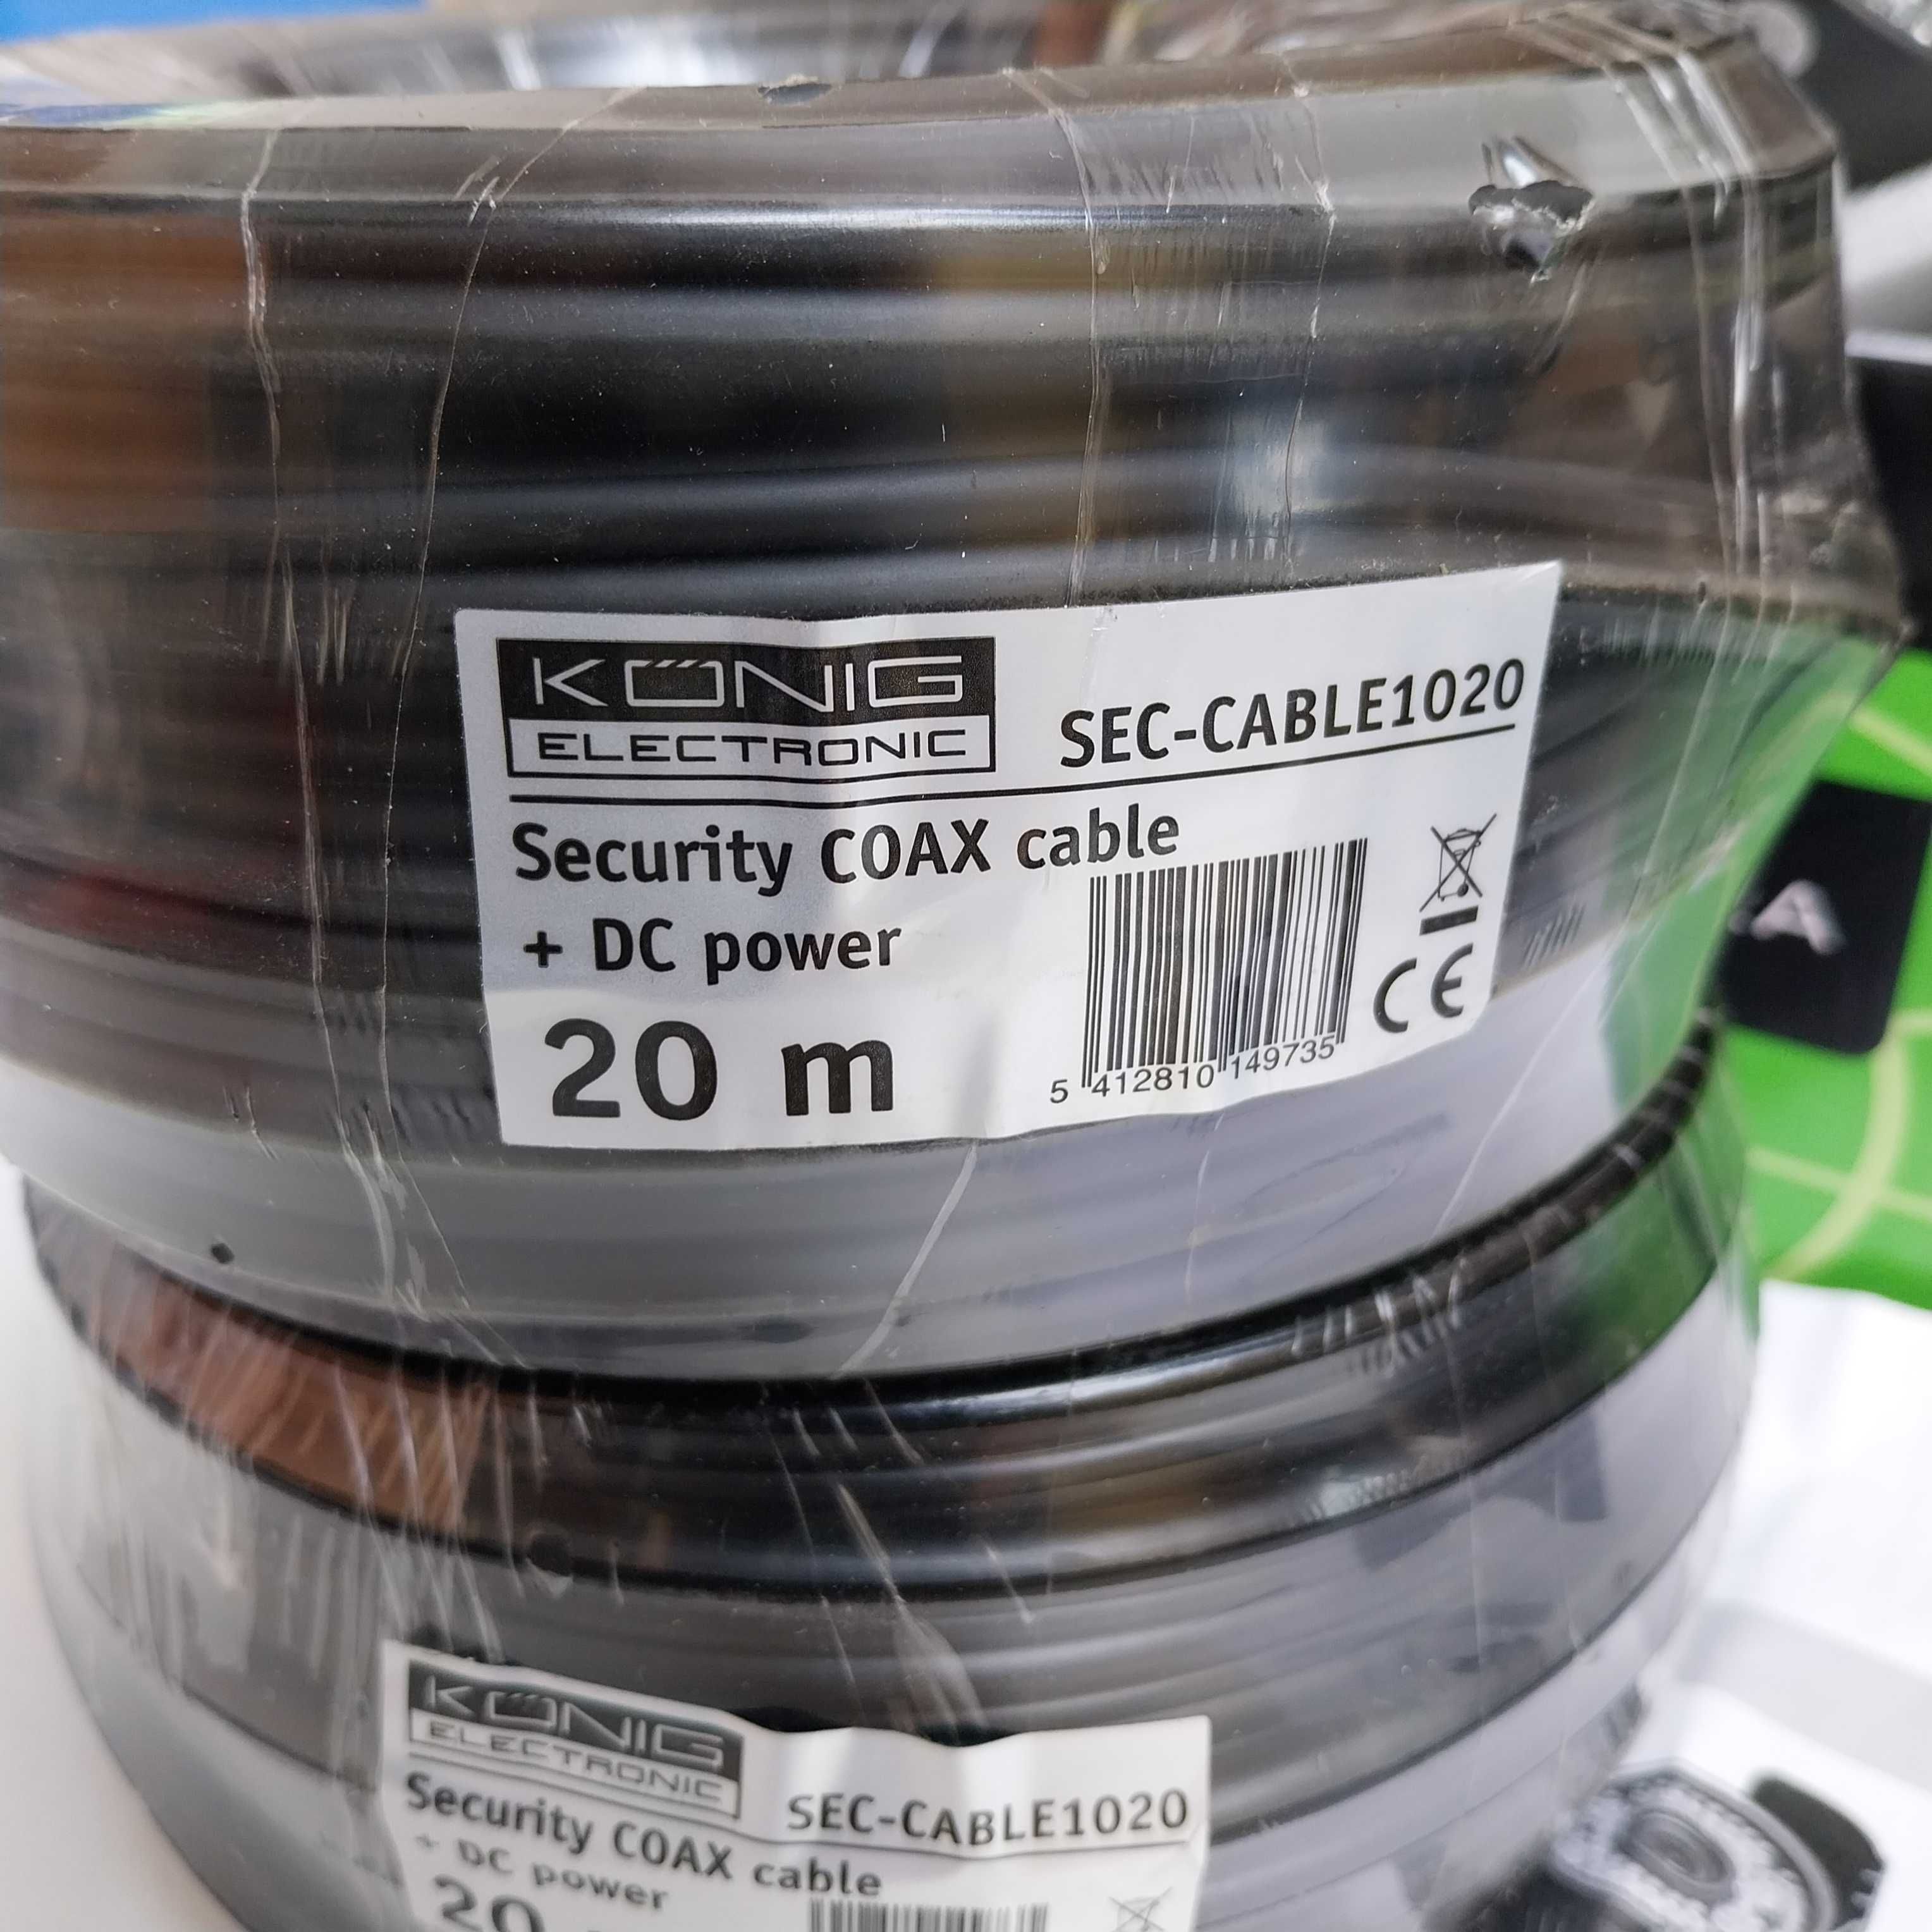 KÖNIG
ELECTRONIC
SEC-CABLE1020
Security COAX cable
+ DC power
20 m
5 412810 149735
CE
KÖNIG
ELECTRONIC
SEC-CABLE1020
Security COAX cable
+ DC power
20